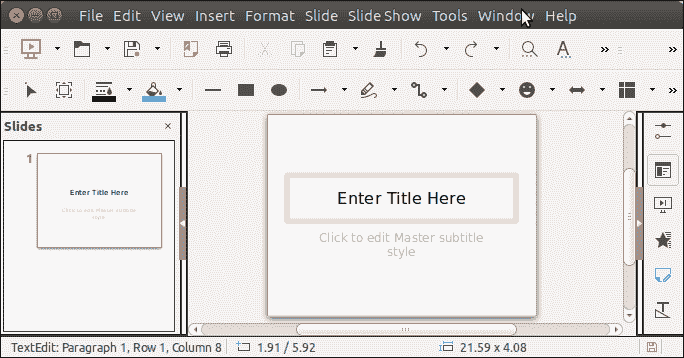 File Edit View Insert Format Slide Slide Show Tools Window Help
Slides
1
Enter Title Here
Click to edit Master subtitle
style
Enter Title Here
Click to edit Master subtitle
style
TextEdit: Paragraph 1, Row 1, Column 8 1.91 / 5.92 21.59 x 4.08